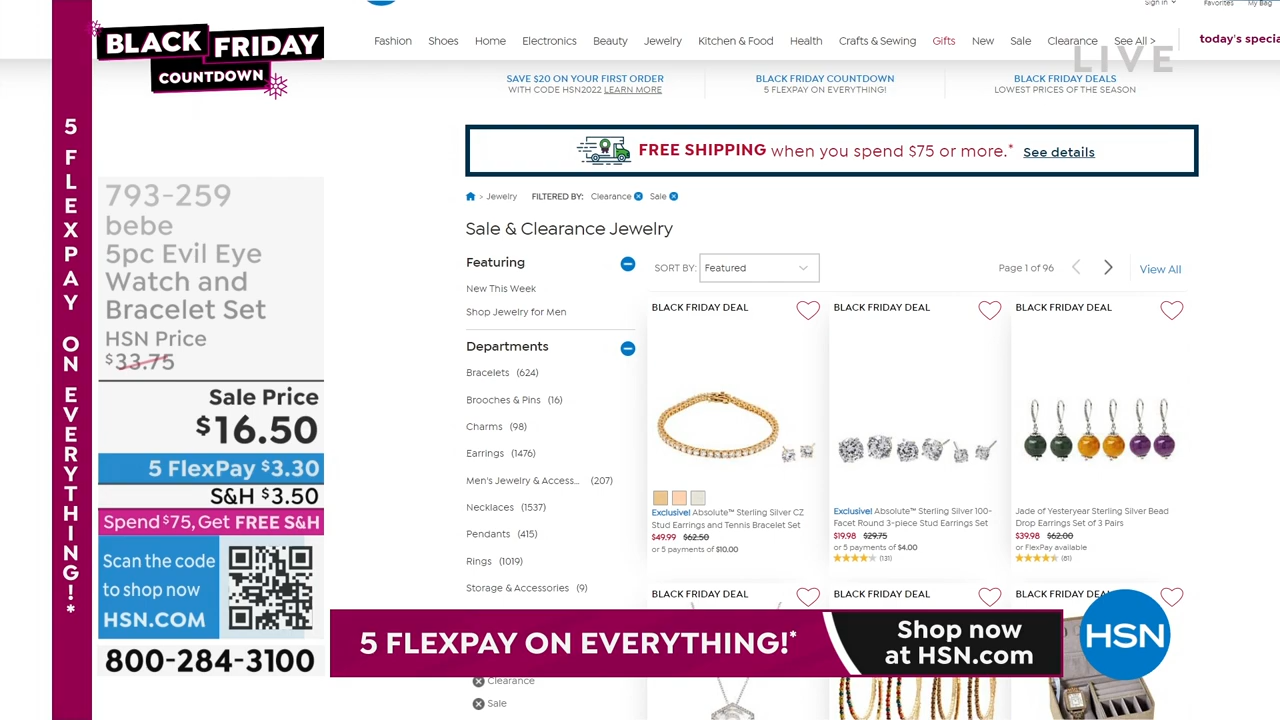 Sign in
Favorites
My Bag
BLACK FRIDAY
COUNTDOWN
Fashion Shoes Home Electronics Beauty Jewelry Kitchen & Food Health Crafts & Sewing Gifts New Sale Clearance See All >
today's specia
LIVE
SAVE $20 ON YOUR FIRST ORDER
WITH CODE HSN2022 LEARN MORE
BLACK FRIDAY COUNTDOWN
5 FLEXPAY ON EVERYTHING!
BLACK FRIDAY DEALS
LOWEST PRICES OF THE SEASON
5 FLEXPAY ON EVERYTHING!*
FREE SHIPPING when you spend $75 or more.* See details
793-259
bebe
5pc Evil Eye
Watch and
Bracelet Set
HSN Price
$33.75
Sale Price
$16.50
5 FlexPay $3.30
S&H $3.50
Spend $75, Get FREE S&H
Scan the code
to shop now
HSN.COM
800-284-3100
> Jewelry FILTERED BY: Clearance Sale
Sale & Clearance Jewelry
Featuring
New This Week
Shop Jewelry for Men
Departments
Bracelets (624)
Brooches & Pins (16)
Charms (98)
Earrings (1476)
Men's Jewelry & Access... (207)
Necklaces (1537)
Pendants (415)
Rings (1019)
Storage & Accessories (9)
Clearance
Sale
SORT BY: Featured
Page 1 of 96
View All
BLACK FRIDAY DEAL
Exclusive! Absolute™ Sterling Silver CZ
Stud Earrings and Tennis Bracelet Set
$49.99 $62.50
or 5 payments of $10.00
BLACK FRIDAY DEAL
Exclusive! Absolute™ Sterling Silver 100-
Facet Round 3-piece Stud Earrings Set
$19.98 $29.75
or 5 payments of $4.00
(131)
BLACK FRIDAY DEAL
Jade of Yesteryear Sterling Silver Bead
Drop Earrings Set of 3 Pairs
$39.98 $62.00
or FlexPay available
(81)
BLACK FRIDAY DEAL
BLACK FRIDAY DEAL
BLACK FRIDAY DEAL
5 FLEXPAY ON EVERYTHING!*
Shop now
at HSN.com
HSN